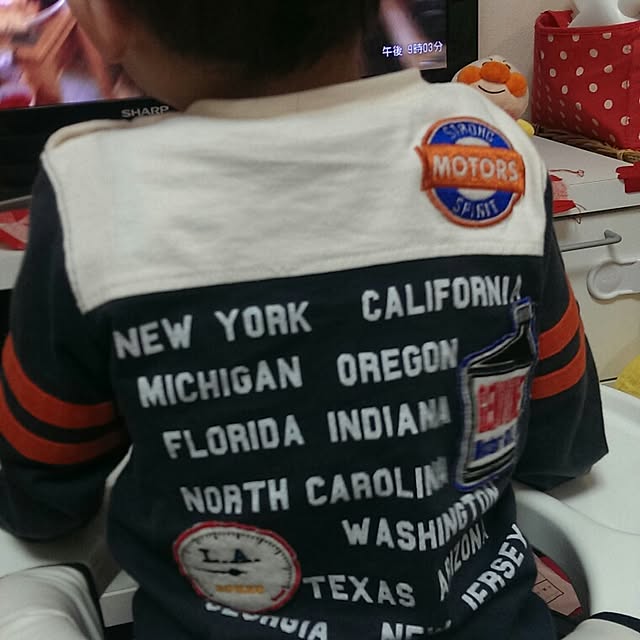 午後 9時03分
SHARP
STRONG
MOTORS
SPIRIT
NEW YORK CALIFORNIA
MICHIGAN OREGON
FLORIDA INDIANA
NORTH CAROLINA
WASHINGTON
L.A.
TEXAS ARIZONA
GEORGIA NEW JERSEY